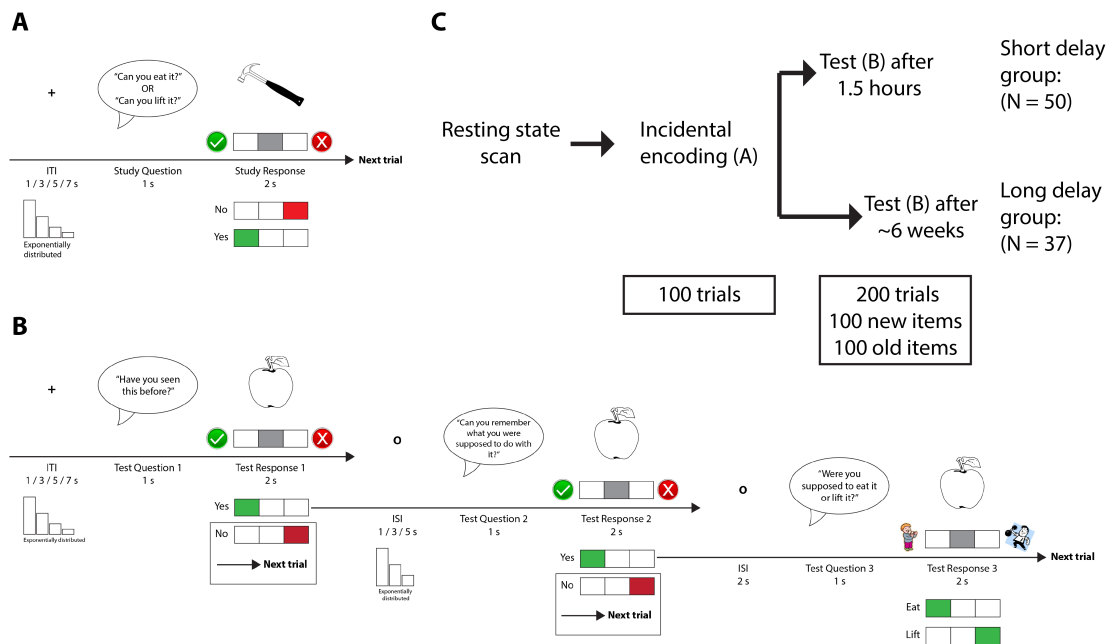 A
+
"Can you eat it?"
OR
"Can you lift it?"
Next trial
ITI
1 / 3 / 5 / 7 s
Study Question
1 s
Study Response
2 s
No
Yes
Exponentially
distributed
C
Resting state
scan
Incidental
encoding (A)
Test (B) after
1.5 hours
Short delay
group:
(N = 50)
Test (B) after
~6 weeks
Long delay
group:
(N = 37)
100 trials
200 trials
100 new items
100 old items
B
+
"Have you seen
this before?"
ITI
1 / 3 / 5 / 7 s
Test Question 1
1 s
Test Response 1
2 s
Exponentially distributed
Yes
No
Next trial
o
"Can you remember
what you were
supposed to do with
it?"
ISI
1 / 3 / 5 s
Test Question 2
1 s
Test Response 2
2 s
Exponentially
distributed
Yes
No
Next trial
o
"Were you
supposed to eat it
or lift it?"
Next trial
ISI
2 s
Test Question 3
1 s
Test Response 3
2 s
Eat
Lift